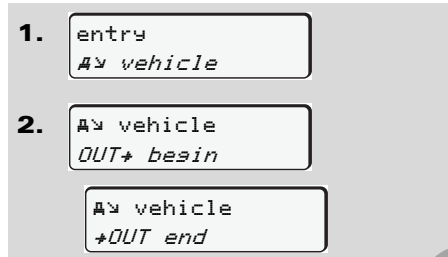 1. entry
vehicle
2. vehicle
OUT→ begin
vehicle
→OUT end